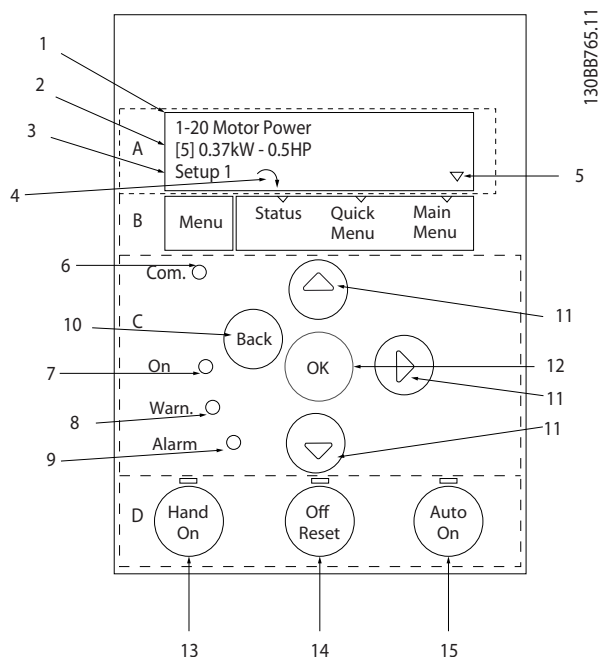 130BB765.11
1
2
3
A
4
1-20 Motor Power
[5] 0.37kW - 0.5HP
Setup 1
5
B
Menu
Status
Quick
Menu
Main
Menu
6
Com.
11
10
C
Back
7
On
OK
12
11
8
Warn.
11
9
Alarm
D
Hand
On
Off
Reset
Auto
On
13
14
15